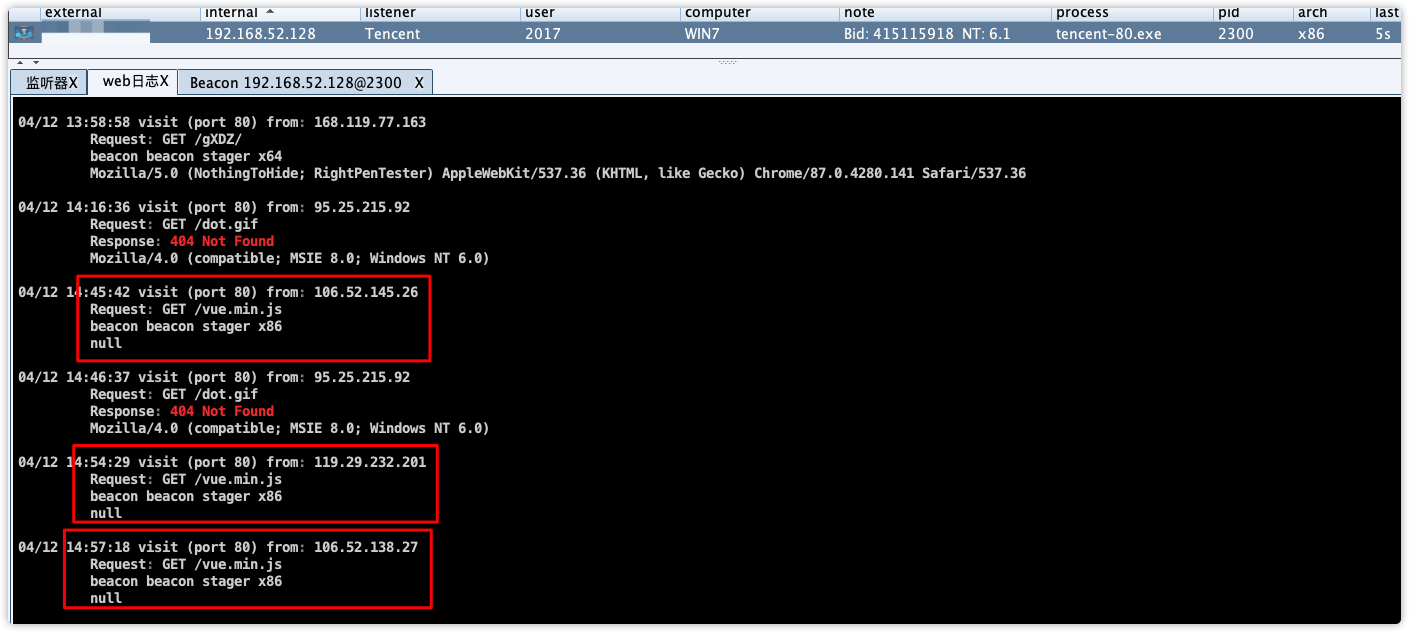 external internal listener user computer note process pid arch last
192.168.52.128 Tencent 2017 WIN7 Bid: 415115918 NT: 6.1 tencent-80.exe 2300 x86 5s
监听器X web日志X Beacon 192.168.52.128@2300 X
04/12 13:58:58 visit (port 80) from: 168.119.77.163
Request: GET /gXDZ/
beacon beacon stager x64
Mozilla/5.0 (NothingToHide; RightPenTester) AppleWebKit/537.36 (KHTML, like Gecko) Chrome/87.0.4280.141 Safari/537.36
04/12 14:16:36 visit (port 80) from: 95.25.215.92
Request: GET /dot.gif
Response: 404 Not Found
Mozilla/4.0 (compatible; MSIE 8.0; Windows NT 6.0)
04/12 14:45:42 visit (port 80) from: 106.52.145.26
Request: GET /vue.min.js
beacon beacon stager x86
null
04/12 14:46:37 visit (port 80) from: 95.25.215.92
Request: GET /dot.gif
Response: 404 Not Found
Mozilla/4.0 (compatible; MSIE 8.0; Windows NT 6.0)
04/12 14:54:29 visit (port 80) from: 119.29.232.201
Request: GET /vue.min.js
beacon beacon stager x86
null
04/12 14:57:18 visit (port 80) from: 106.52.138.27
Request: GET /vue.min.js
beacon beacon stager x86
null